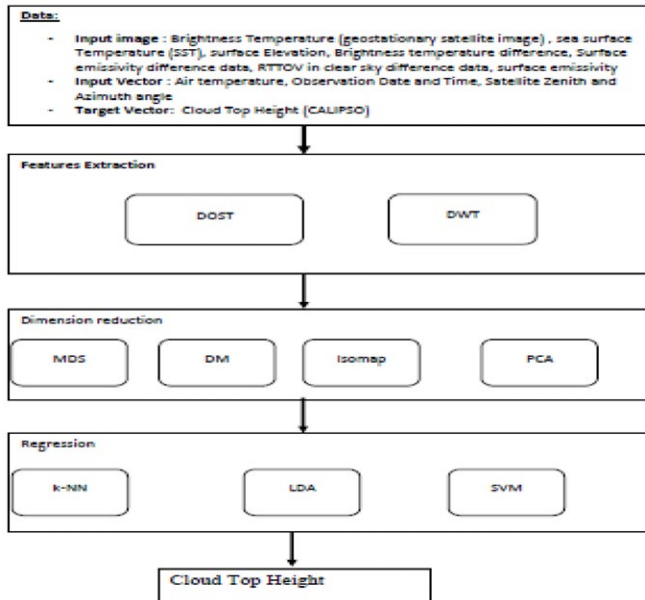 Data:
- Input image : Brightness Temperature (geostationary satellite image) , sea surface
Temperature (SST), surface Elevation, Brightness temperature difference, Surface
emissivity difference data, RTTOV in clear sky difference data, surface emissivity
- Input Vector : Air temperature, Observation Date and Time, Satellite Zenith and
Azimuth angle
- Target Vector: Cloud Top Height (CALIPSO)
Features Extraction
DOST
DWT
Dimension reduction
MDS
DM
Isomap
PCA
Regression
k-NN
LDA
SVM
Cloud Top Height